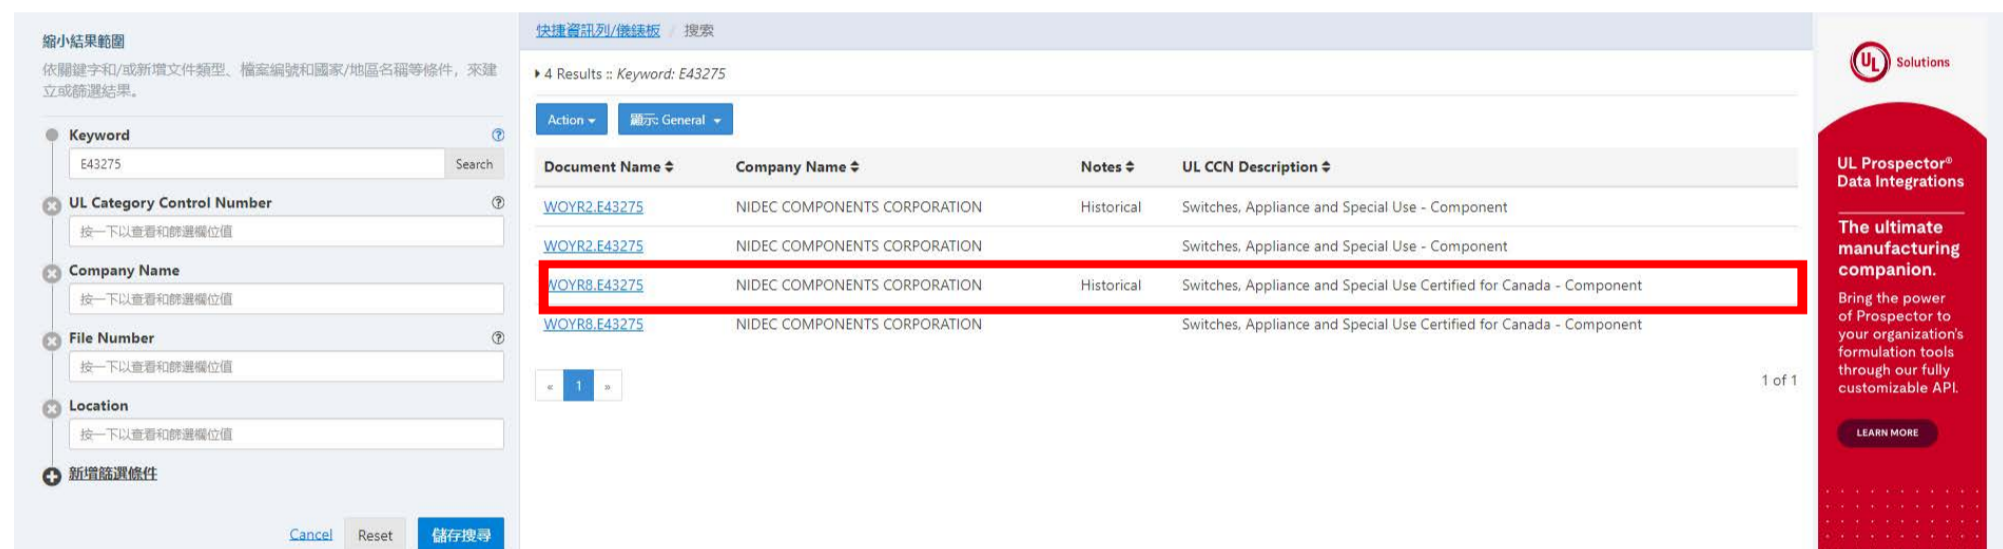 縮小結果範圍
依關鍵字和/或新增文件類型、檔案編號和國家/地區名稱等條件，來建
立或篩選結果。
Keyword
E43275 Search
UL Category Control Number
按一下以查看和篩選欄位值
Company Name
按一下以查看和篩選欄位值
File Number
按一下以查看和篩選欄位值
Location
按一下以查看和篩選欄位值
新增篩選條件
Cancel Reset 儲存搜尋
快捷資訊列/儀錶板 / 搜索
4 Results :: Keyword: E43275
Action 顯示: General
Document Name Company Name Notes UL CCN Description
WOYR2.E43275 NIDEC COMPONENTS CORPORATION Historical Switches, Appliance and Special Use - Component
WOYR2.E43275 NIDEC COMPONENTS CORPORATION Switches, Appliance and Special Use - Component
WOYR8.E43275 NIDEC COMPONENTS CORPORATION Historical Switches, Appliance and Special Use Certified for Canada - Component
WOYR8.E43275 NIDEC COMPONENTS CORPORATION Switches, Appliance and Special Use Certified for Canada - Component
« 1 » 1 of 1
UL Solutions
UL Prospector®
Data Integrations
The ultimate
manufacturing
companion.
Bring the power
of Prospector to
your organization's
formulation tools
through our fully
customizable API.
LEARN MORE